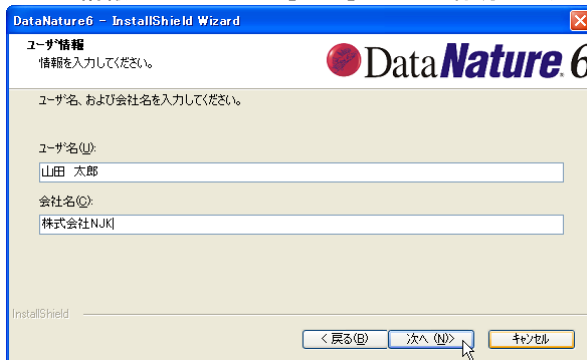 DataNature6 - InstallShield Wizard
ユーザ情報
情報を入力してください。
DataNature.6
ユーザ名、および会社名を入力してください。
ユーザ名(U):
山田 太郎
会社名(C):
株式会社NJK
InstallShield
< 戻る(B)
次へ (N)>
キャンセル